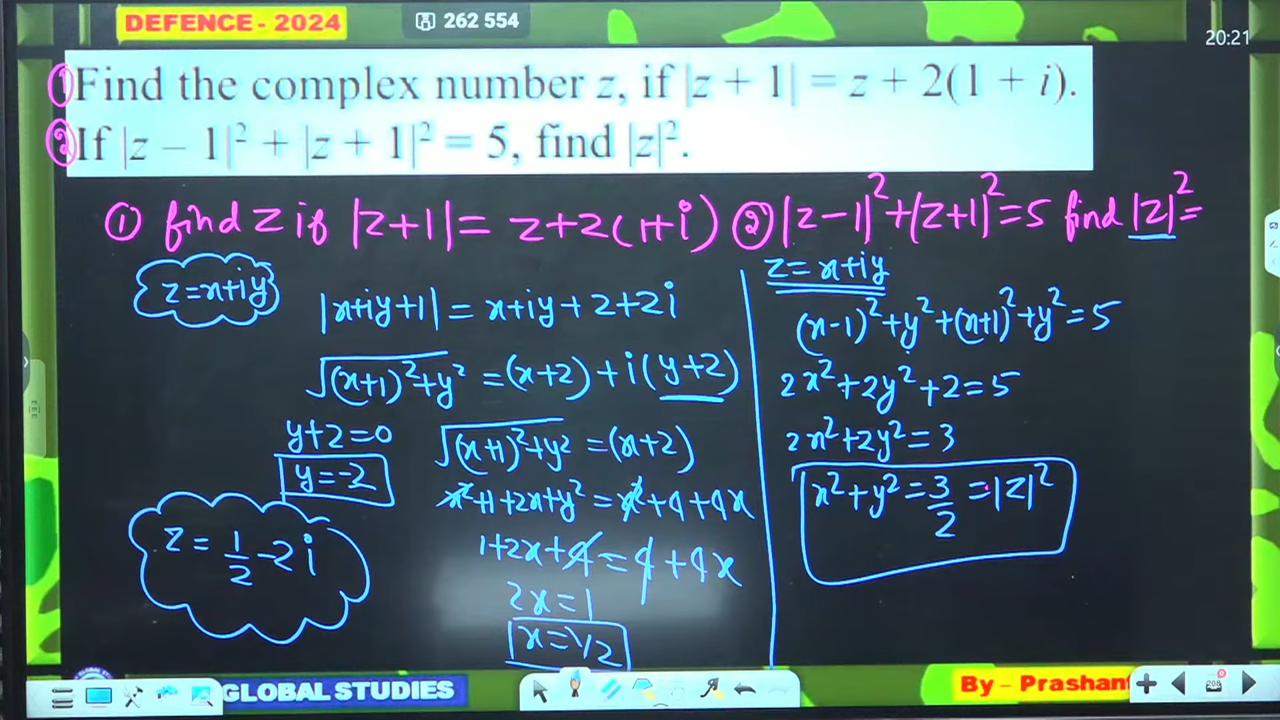 DEFENCE - 2024
262 554
20:21
① Find the complex number z, if |z + 1| = z + 2(1 + i).
② If |z − 1|² + |z + 1|² = 5, find |z|².
① find z if |z+1| = z+2(1+i) ② |z-1|²+|z+1|²=5 find |z|²=
z=x+iy
|x+iy+1| = x+iy+2+2i
√(x+1)²+y² = (x+2)+i(y+2)
y+2=0
y=-2
√(x+1)²+y² = (x+2)
x²+1+2x+y² = x²+4+4x
1+2x+4 = 4+4x
2x=1
x=1/2
z = 1/2 - 2i
z=x+iy
(x-1)²+y²+(x+1)²+y²=5
2x²+2y²+2=5
2x²+2y²=3
x²+y²=3/2=|z|²
GLOBAL STUDIES
By – Prashan